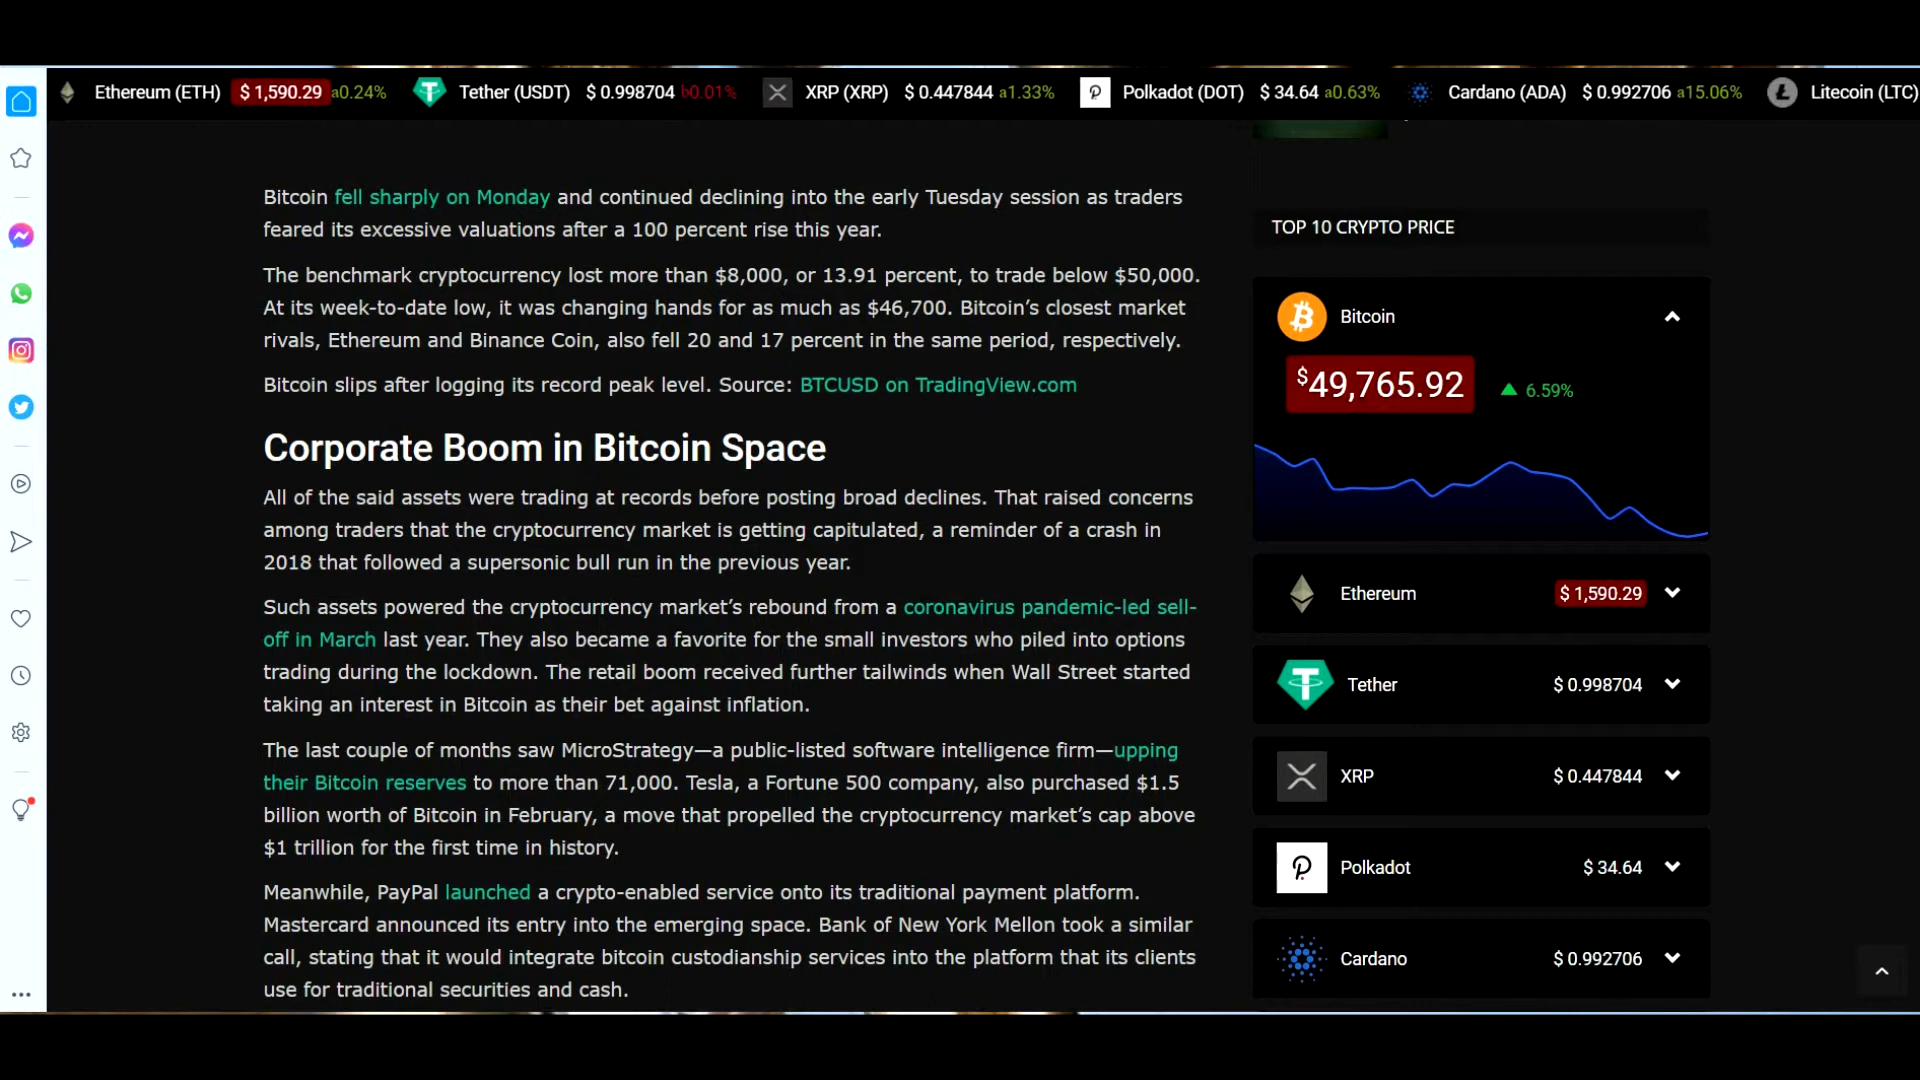 Ethereum (ETH) $ 1,590.29 a0.24% Tether (USDT) $ 0.998704 b0.01% XRP (XRP) $ 0.447844 a1.33% Polkadot (DOT) $ 34.64 a0.63% Cardano (ADA) $ 0.992706 a15.06% Litecoin (LTC)
Bitcoin fell sharply on Monday and continued declining into the early Tuesday session as traders
feared its excessive valuations after a 100 percent rise this year.
The benchmark cryptocurrency lost more than $8,000, or 13.91 percent, to trade below $50,000.
At its week-to-date low, it was changing hands for as much as $46,700. Bitcoin’s closest market
rivals, Ethereum and Binance Coin, also fell 20 and 17 percent in the same period, respectively.
Bitcoin slips after logging its record peak level. Source: BTCUSD on TradingView.com
Corporate Boom in Bitcoin Space
All of the said assets were trading at records before posting broad declines. That raised concerns
among traders that the cryptocurrency market is getting capitulated, a reminder of a crash in
2018 that followed a supersonic bull run in the previous year.
Such assets powered the cryptocurrency market’s rebound from a coronavirus pandemic-led sell-
off in March last year. They also became a favorite for the small investors who piled into options
trading during the lockdown. The retail boom received further tailwinds when Wall Street started
taking an interest in Bitcoin as their bet against inflation.
The last couple of months saw MicroStrategy—a public-listed software intelligence firm—upping
their Bitcoin reserves to more than 71,000. Tesla, a Fortune 500 company, also purchased $1.5
billion worth of Bitcoin in February, a move that propelled the cryptocurrency market’s cap above
$1 trillion for the first time in history.
Meanwhile, PayPal launched a crypto-enabled service onto its traditional payment platform.
Mastercard announced its entry into the emerging space. Bank of New York Mellon took a similar
call, stating that it would integrate bitcoin custodianship services into the platform that its clients
use for traditional securities and cash.
TOP 10 CRYPTO PRICE
Bitcoin
$49,765.92 6.59%
Ethereum $ 1,590.29
Tether $ 0.998704
XRP $ 0.447844
Polkadot $ 34.64
Cardano $ 0.992706